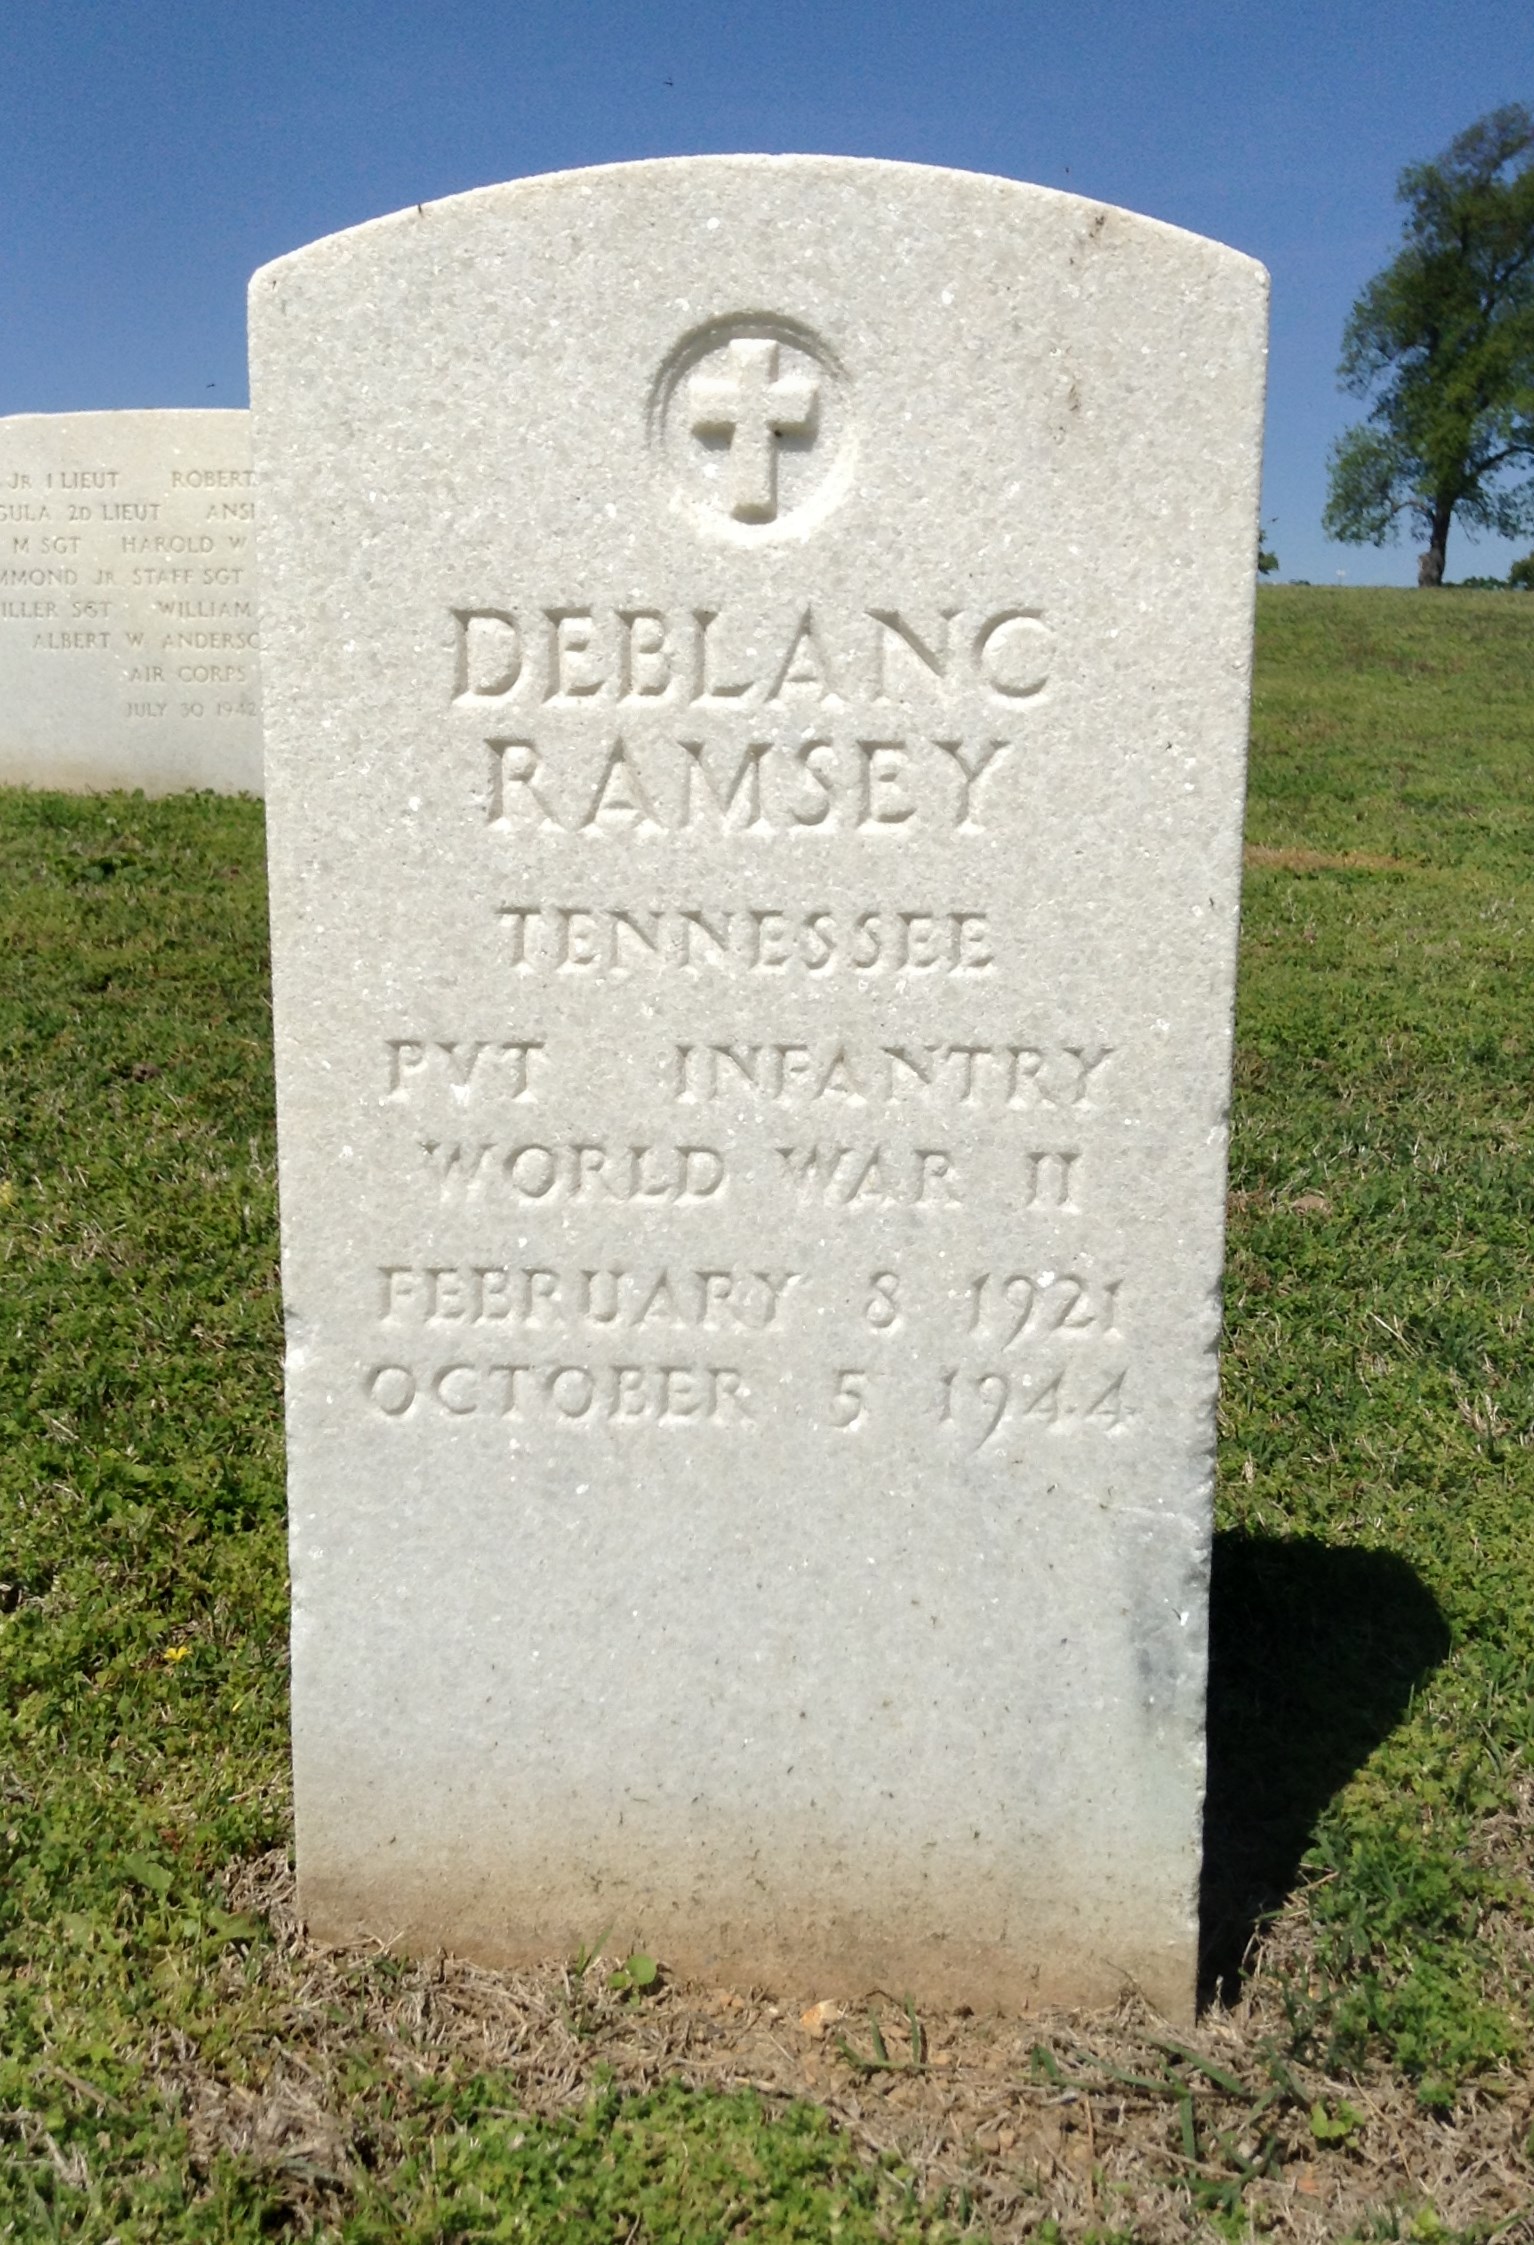 DEBLANC
RAMSEY
TENNESSEE
PVT INFANTRY
WORLD WAR II
FEBRUARY 8 1921
OCTOBER 5 1944
JR 1 LIEUT ROBERT
2D LIEUT
M SGT HAROLD W
JR STAFF SGT
SGT WILLIAM
ALBERT W
AIR CORPS
JULY 30 1942